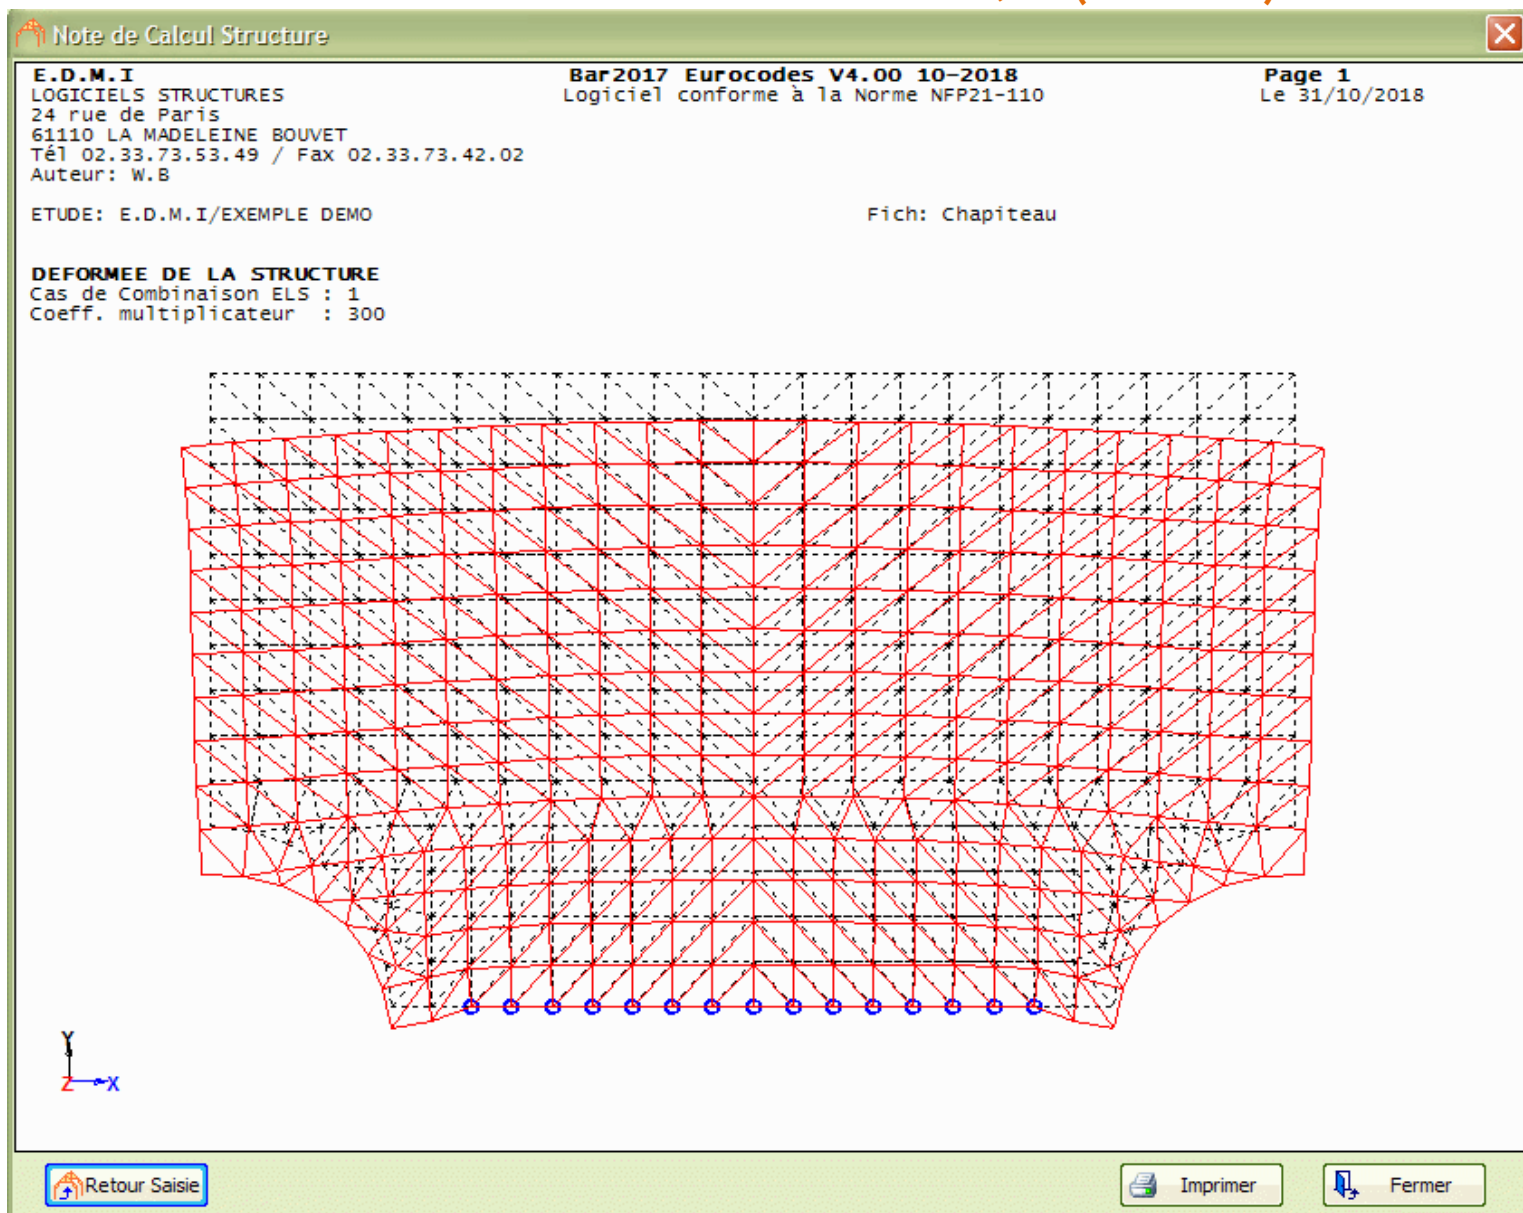 Note de Calcul Structure
E.D.M.I
Bar2017 Eurocodes V4.00 10-2018
Page 1
LOGICIELS STRUCTURES
Logiciel conforme à la Norme NFP21-110
Le 31/10/2018
24 rue de Paris
61110 LA MADELEINE BOUVET
Tél 02.33.73.53.49 / Fax 02.33.73.42.02
Auteur: W.B
ETUDE: E.D.M.I/EXEMPLE DEMO
Fich: Chapiteau
DEFORMEE DE LA STRUCTURE
Cas de Combinaison ELS : 1
Coeff. multiplicateur : 300
Y
Z
X
Retour Saisie
Imprimer
Fermer